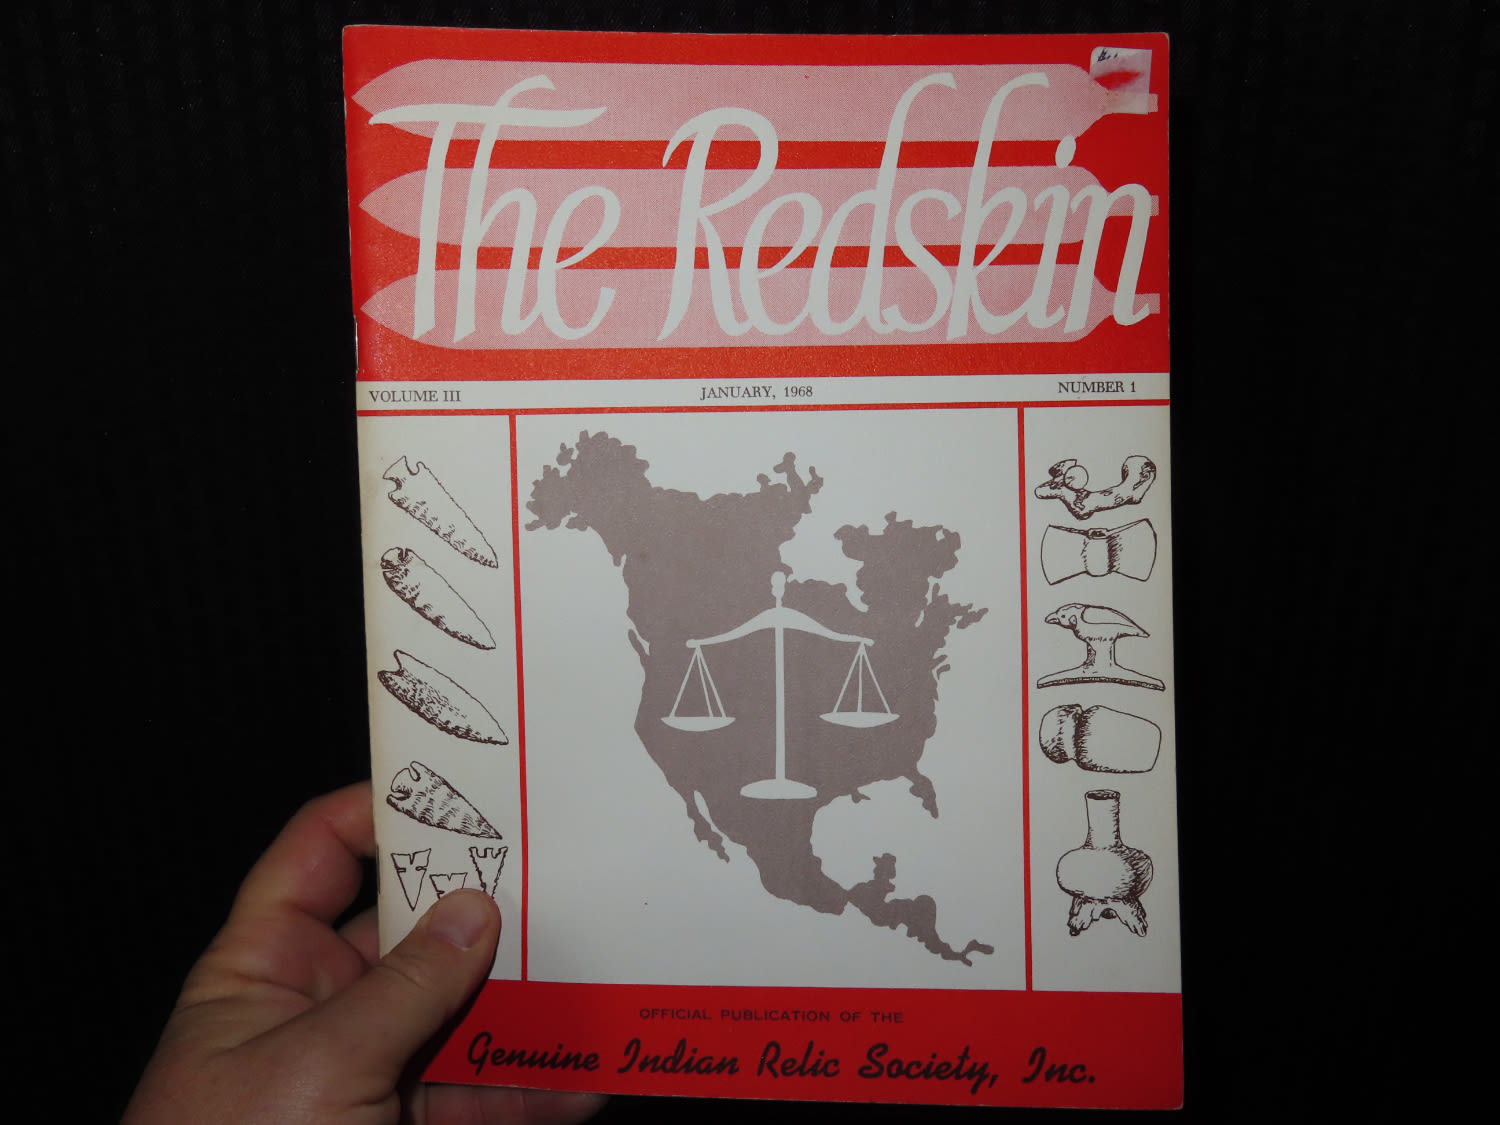 The Redskin
VOLUME III
JANUARY, 1968
NUMBER 1
OFFICIAL PUBLICATION OF THE
Genuine Indian Relic Society, Inc.